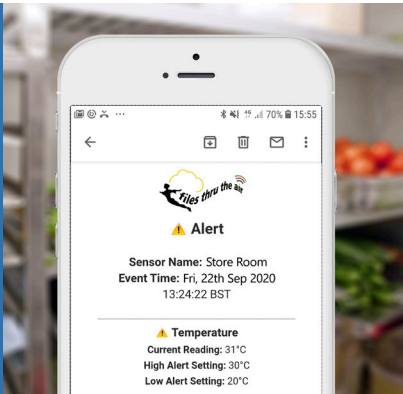 70% 15:55
files thru the air
Alert
Sensor Name: Store Room
Event Time: Fri, 22th Sep 2020
13:24:22 BST
Temperature
Current Reading: 31°C
High Alert Setting: 30°C
Low Alert Setting: 20°C